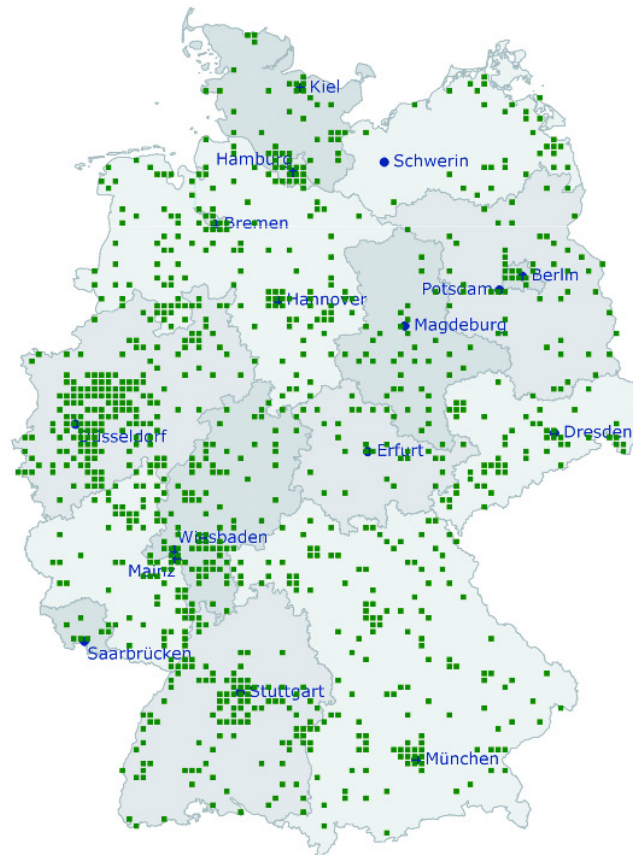 Kiel
Hamburg
Schwerin
Bremen
Berlin
Potsdam
Hannover
Magdeburg
Düsseldorf
Dresden
Erfurt
Wiesbaden
Mainz
Saarbrücken
Stuttgart
München